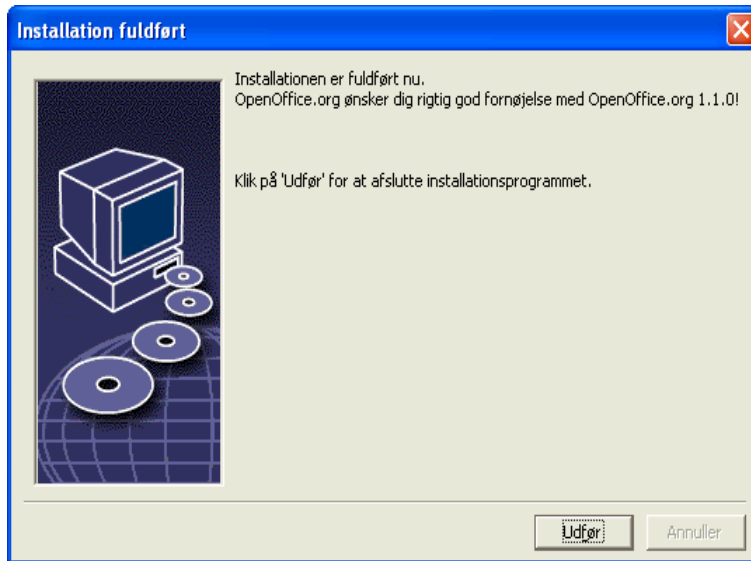 Installation fuldført
Installationen er fuldført nu.
OpenOffice.org ønsker dig rigtig god fornøjelse med OpenOffice.org 1.1.0!
Klik på 'Udfør' for at afslutte installationsprogrammet.
Udfør
Annuller